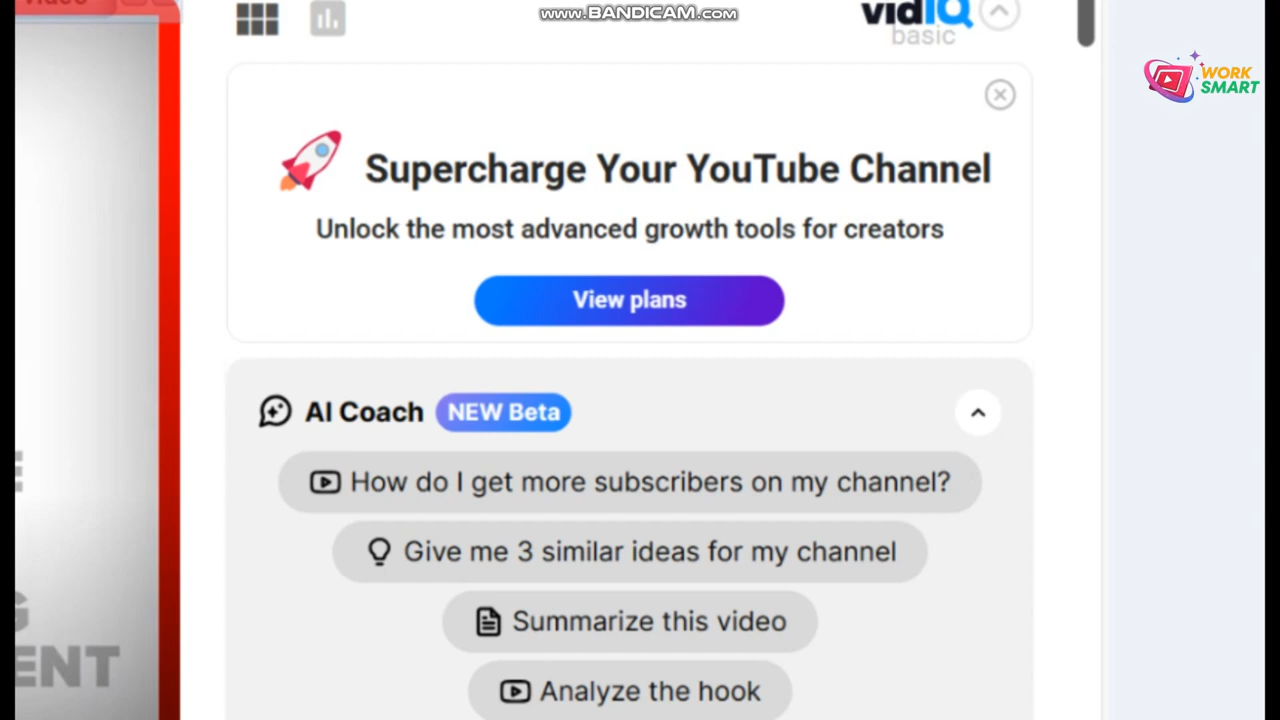 www.BANDICAM.com
vidIQ
basic
WORK
SMART
Supercharge Your YouTube Channel
Unlock the most advanced growth tools for creators
View plans
AI Coach NEW Beta
How do I get more subscribers on my channel?
Give me 3 similar ideas for my channel
Summarize this video
Analyze the hook
ENT